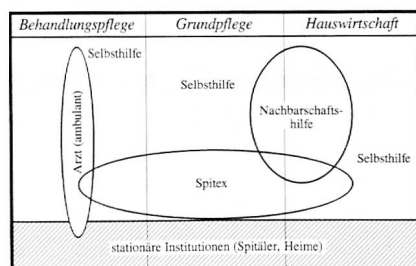 Behandlungspflege Grundpflege Hauswirtschaft
Selbsthilfe
Selbsthilfe
Nachbarschafts-
hilfe
Arzt (ambulant)
Selbsthilfe
Spitex
stationäre Institutionen (Spitäler, Heime)